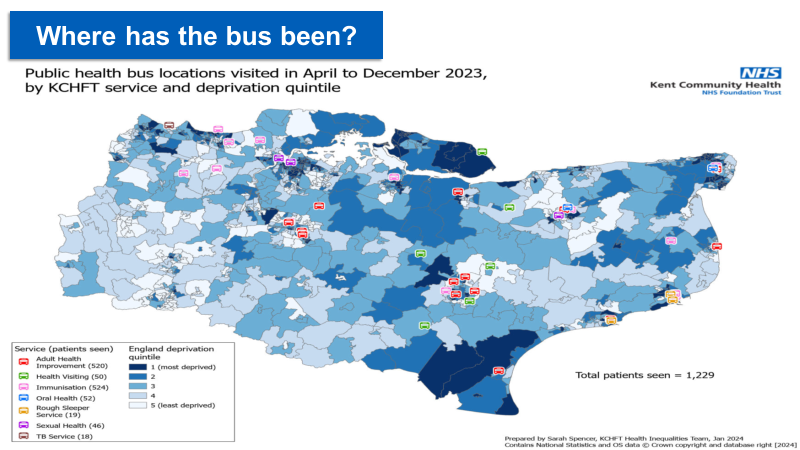 Where has the bus been?
Public health bus locations visited in April to December 2023,
by KCHFT service and deprivation quintile
NHS
Kent Community Health
NHS Foundation Trust
Service (patients seen)
Adult Health
Improvement (520)
Health Visiting (50)
Immunisation (524)
Oral Health (52)
Rough Sleeper
Service (19)
Sexual Health (46)
TB Service (18)
England deprivation
quintile
1 (most deprived)
2
3
4
5 (least deprived)
Total patients seen = 1,229
Prepared by Sarah Spencer, KCHFT Health Inequalities Team, Jan 2024
Contains National Statistics and OS data © Crown copyright and database right [2024]